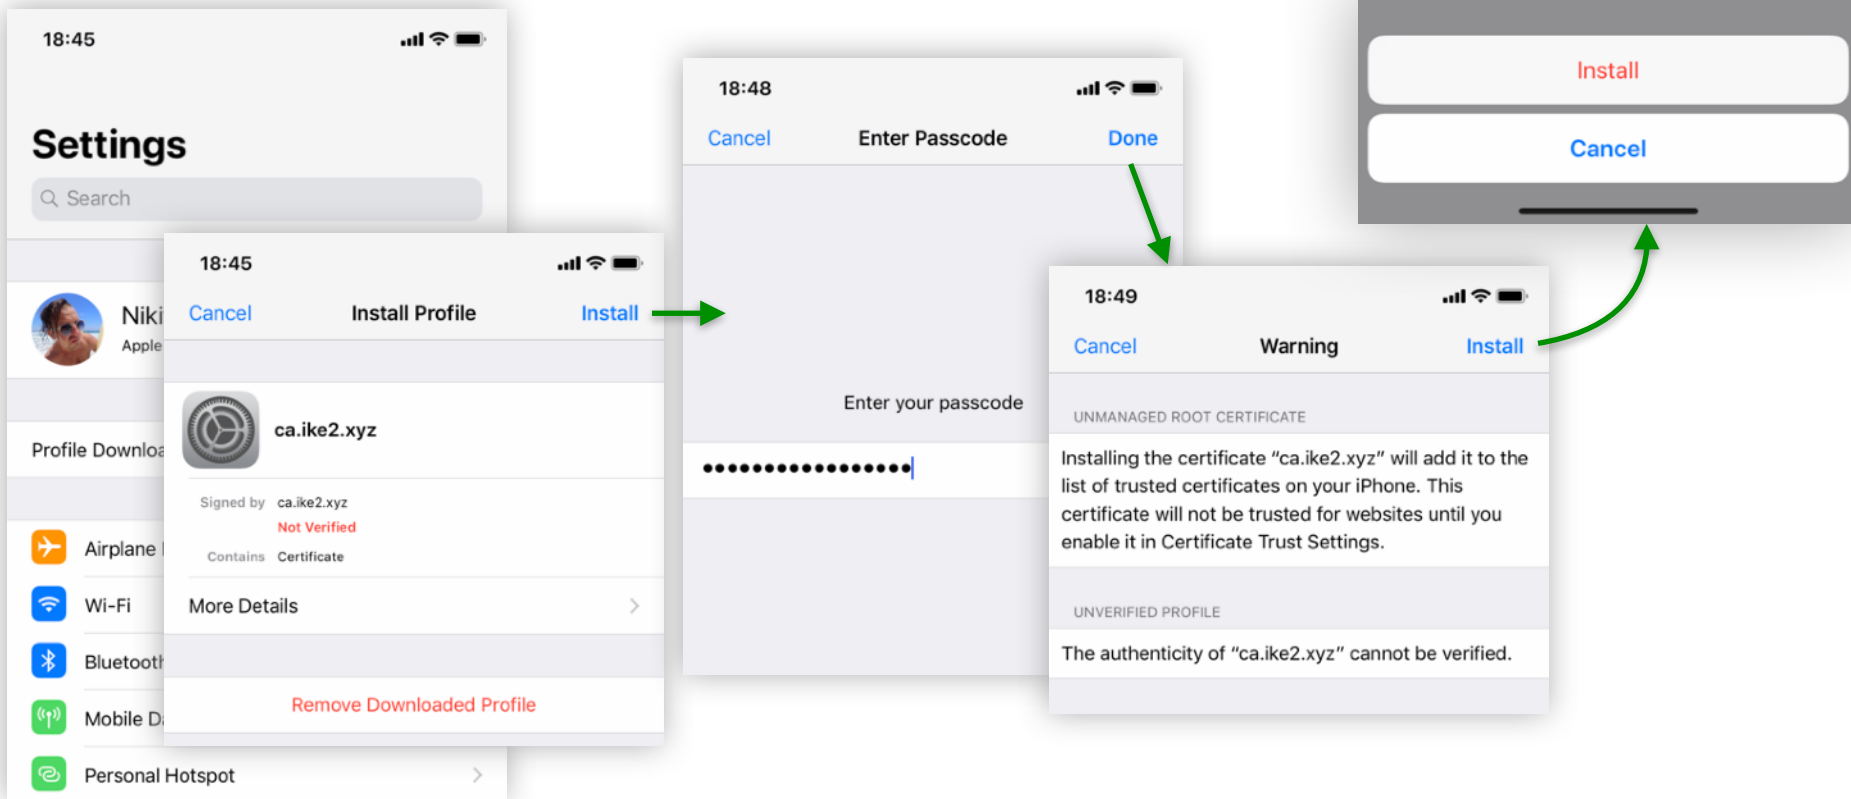 18:45
Settings
Search
Niki
Apple
Profile Downloa
Airplane
Wi-Fi
Bluetooth
Mobile Da
Personal Hotspot
18:45
Cancel
Install Profile
Install
ca.ike2.xyz
Signed by ca.ike2.xyz
Not Verified
Contains Certificate
More Details
Remove Downloaded Profile
18:48
Cancel
Enter Passcode
Done
Enter your passcode
18:49
Cancel
Warning
Install
UNMANAGED ROOT CERTIFICATE
Installing the certificate “ca.ike2.xyz” will add it to the
list of trusted certificates on your iPhone. This
certificate will not be trusted for websites until you
enable it in Certificate Trust Settings.
UNVERIFIED PROFILE
The authenticity of “ca.ike2.xyz” cannot be verified.
Install
Cancel